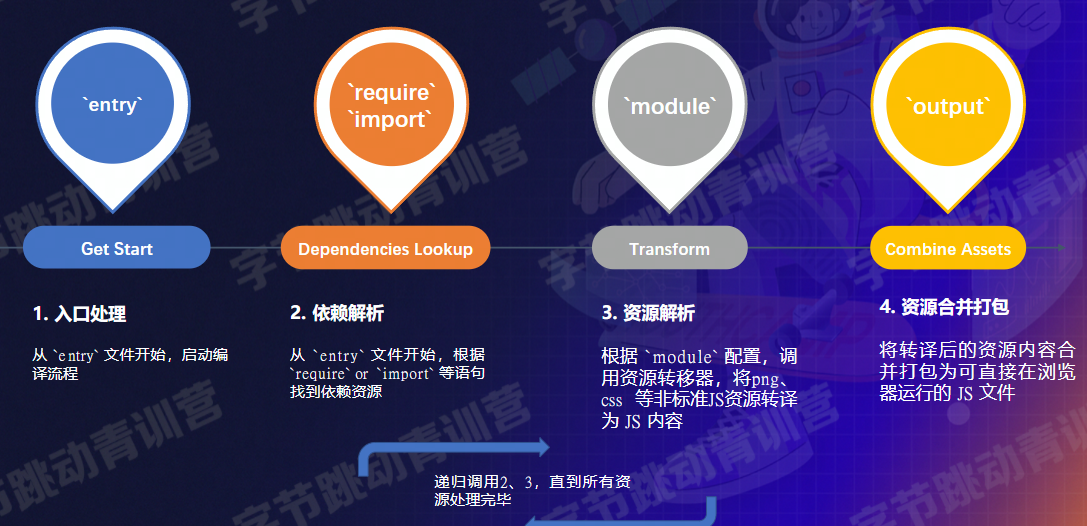 `entry`
`require`
`import`
`module`
`output`
Get Start
Dependencies Lookup
Transform
Combine Assets
1. 入口处理
从 `entry` 文件开始，启动编
译流程
2. 依赖解析
从 `entry` 文件开始，根据
`require` or `import` 等语句
找到依赖资源
3. 资源解析
根据 `module` 配置，调
用资源转移器，将png、
css 等非标准JS资源转译
为 JS 内容
4. 资源合并打包
将转译后的资源内容合
并打包为可直接在浏览
器运行的 JS 文件
递归调用2、3，直到所有资
源处理完毕
字节跳动青训营